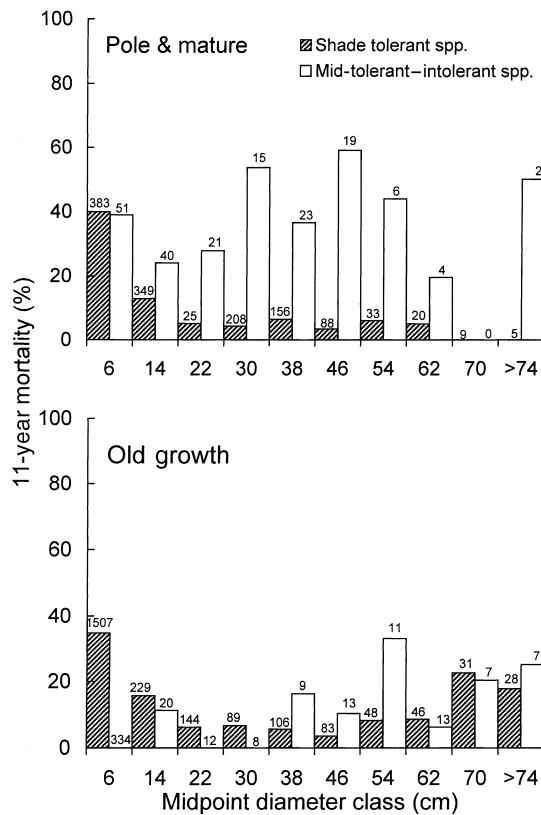 100
Pole & mature
Shade tolerant spp.
Mid-tolerant–intolerant spp.
80
60
40
20
0
383 51 349 40 25 21 208 15 156 23 88 19 33 6 20 4 9 0 5 2
6 14 22 30 38 46 54 62 70 >74
11-year mortality (%)
100
Old growth
80
60
40
20
0
1507 334 229 20 144 12 89 8 106 9 83 13 48 11 46 13 31 7 28 7
6 14 22 30 38 46 54 62 70 >74
Midpoint diameter class (cm)